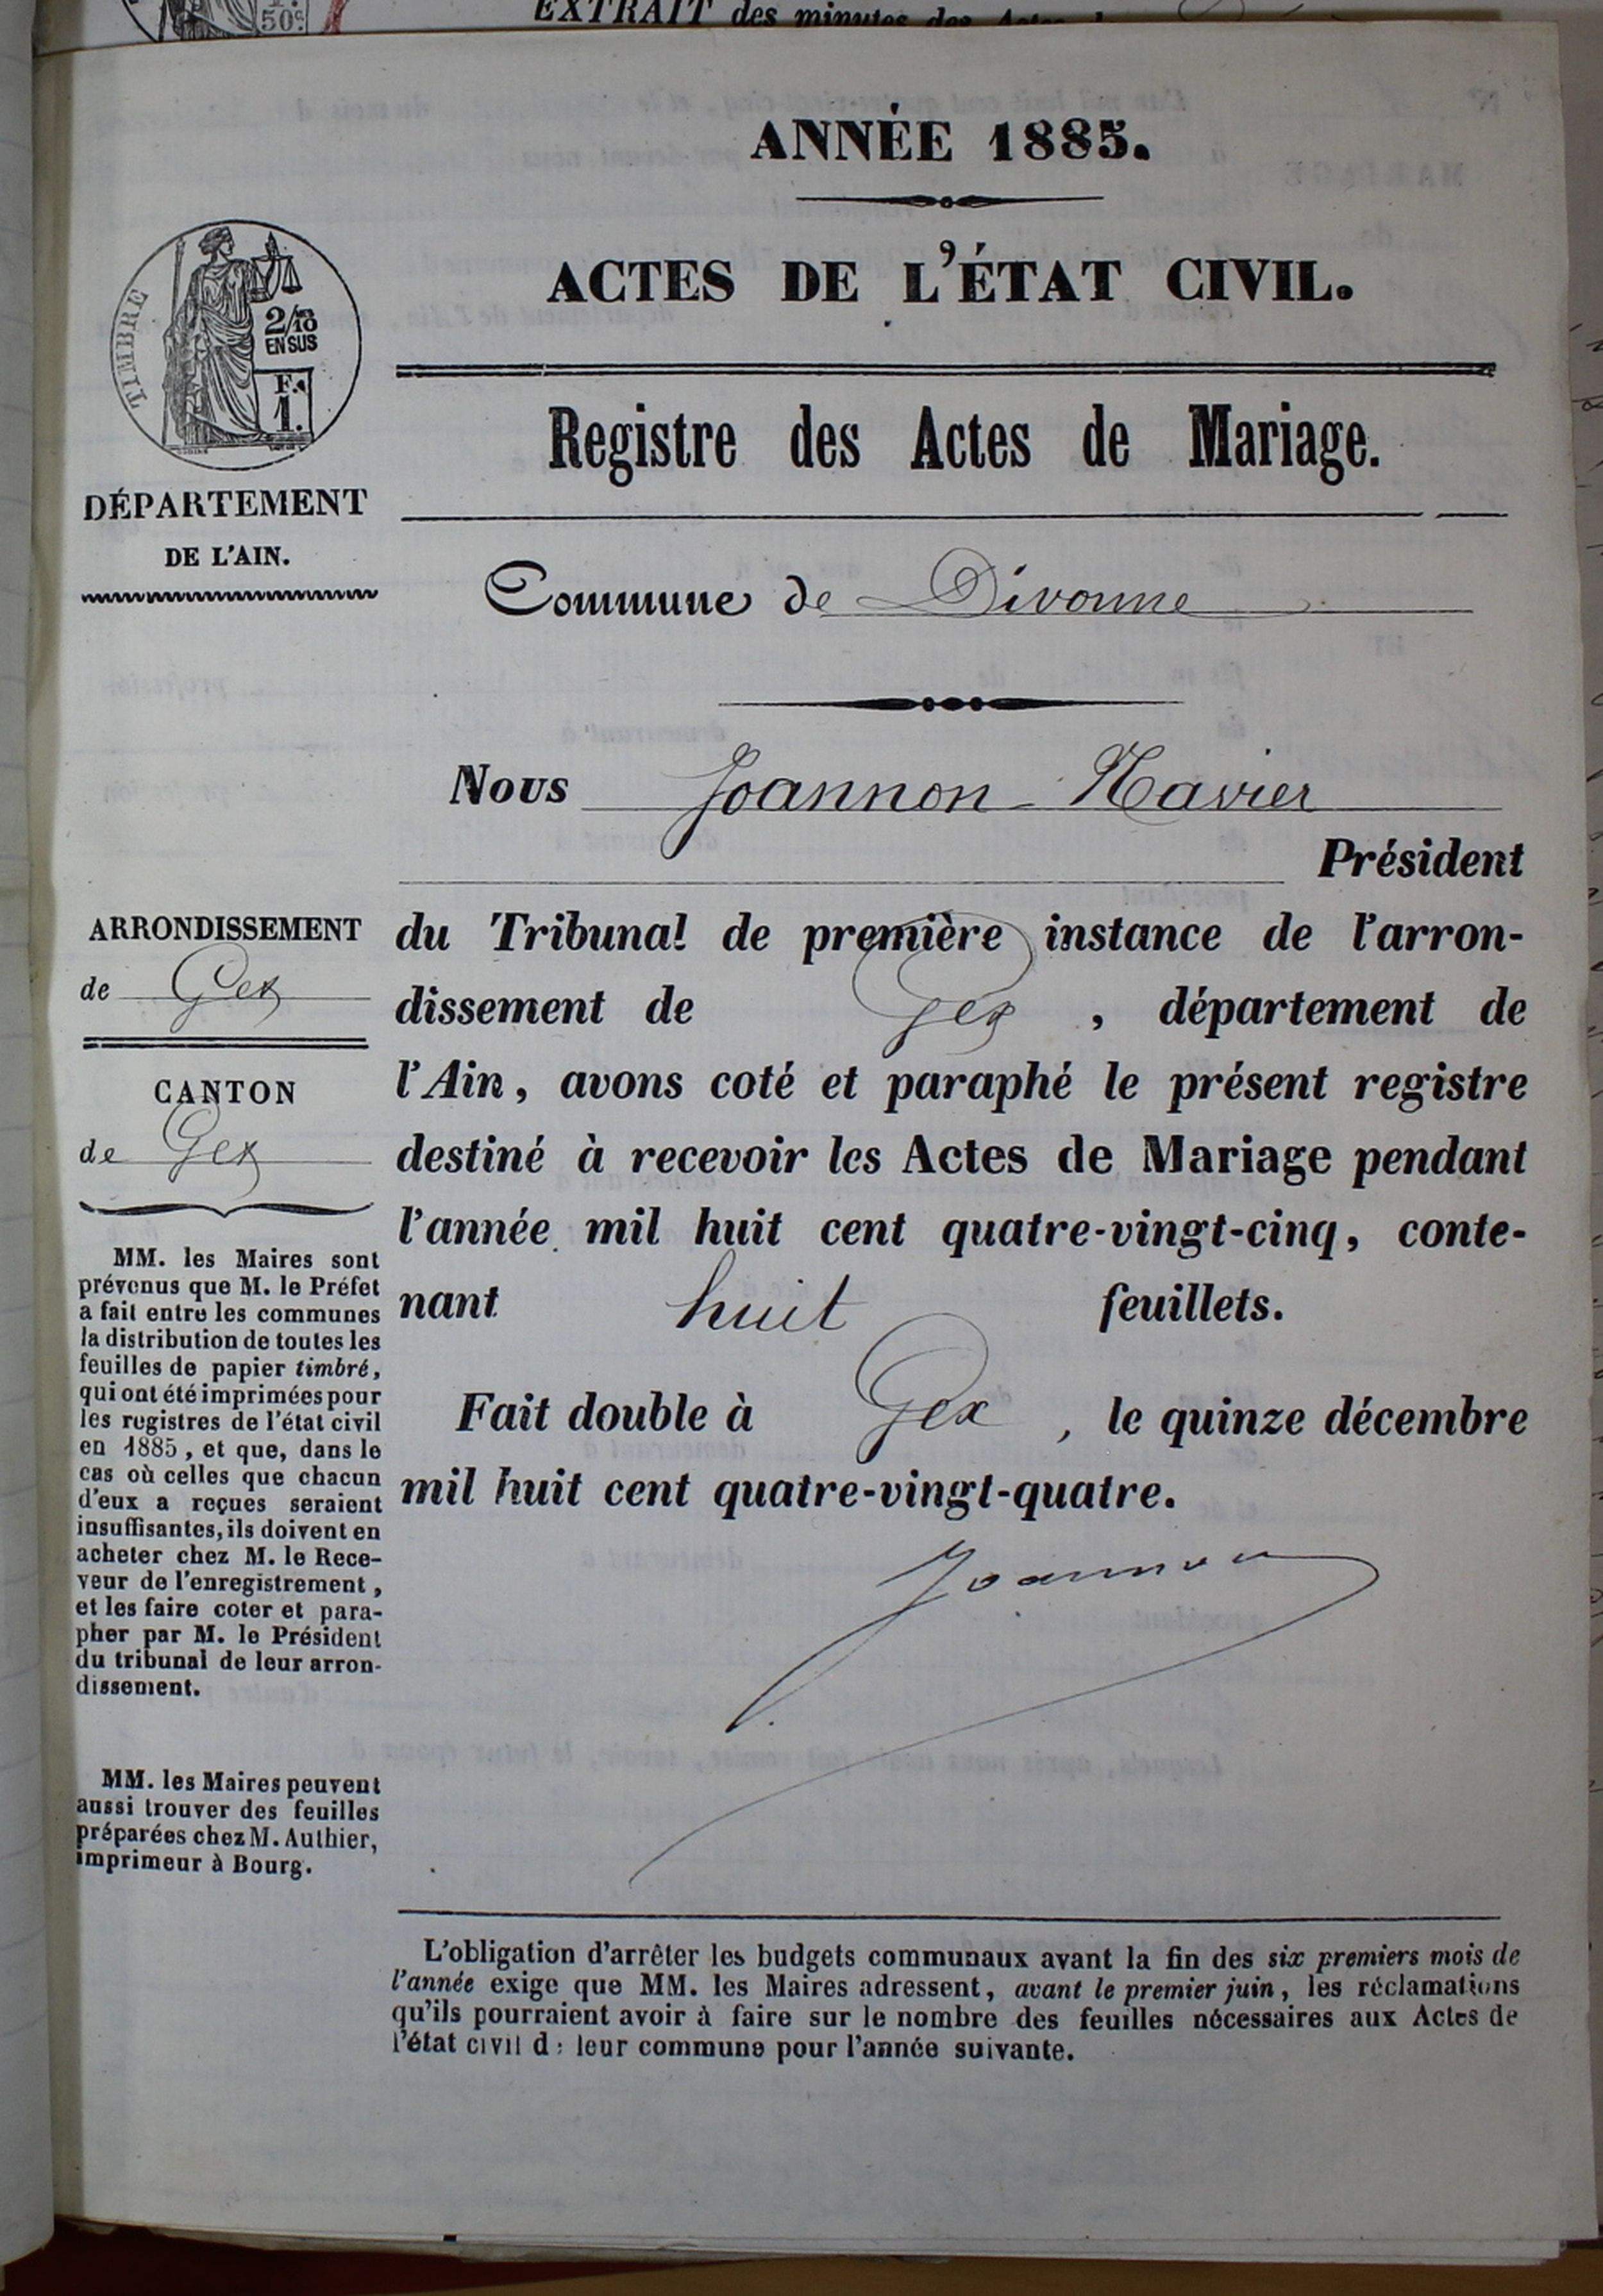 50c
EXTRAIT des minutes des Actes de
ANNÉE 1885.
ACTES DE L'ÉTAT CIVIL.
TIMBRE
2/10
EN SUS
F.
1.
Registre des Actes de Mariage.
DÉPARTEMENT
DE L'AIN.
Commune de Divonne
Nous Joannon Xavier
Président
du Tribunal de première instance de l'arron-
dissement de Gex, département de
l'Ain, avons coté et paraphé le présent registre
destiné à recevoir les Actes de Mariage pendant
l'année mil huit cent quatre-vingt-cinq, conte-
nant huit feuillets.
Fait double à Gex, le quinze décembre
mil huit cent quatre-vingt-quatre.
Joannon
ARRONDISSEMENT
de Gex
CANTON
de Gex
MM. les Maires sont
prévenus que M. le Préfet
a fait entre les communes
la distribution de toutes les
feuilles de papier timbré,
qui ont été imprimées pour
les registres de l'état civil
en 1885, et que, dans le
cas où celles que chacun
d'eux a reçues seraient
insuffisantes, ils doivent en
acheter chez M. le Rece-
veur de l'enregistrement,
et les faire coter et para-
pher par M. le Président
du tribunal de leur arron-
dissement.
MM. les Maires peuvent
aussi trouver des feuilles
préparées chez M. Authier,
imprimeur à Bourg.
L'obligation d'arrêter les budgets communaux avant la fin des six premiers mois de
l'année exige que MM. les Maires adressent, avant le premier juin, les réclamations
qu'ils pourraient avoir à faire sur le nombre des feuilles nécessaires aux Actes de
l'état civil de leur commune pour l'année suivante.